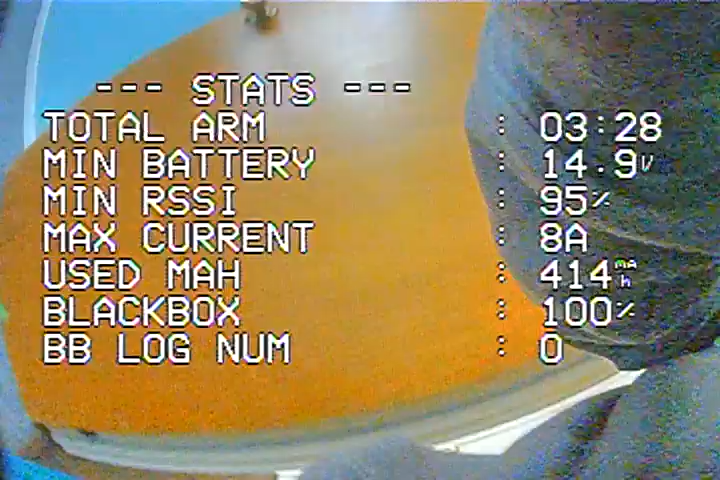 --- STATS ---
TOTAL ARM : 03:28
MIN BATTERY : 14.9V
MIN RSSI : 95%
MAX CURRENT : 8A
USED MAH : 414mAh
BLACKBOX : 100%
BB LOG NUM : 0